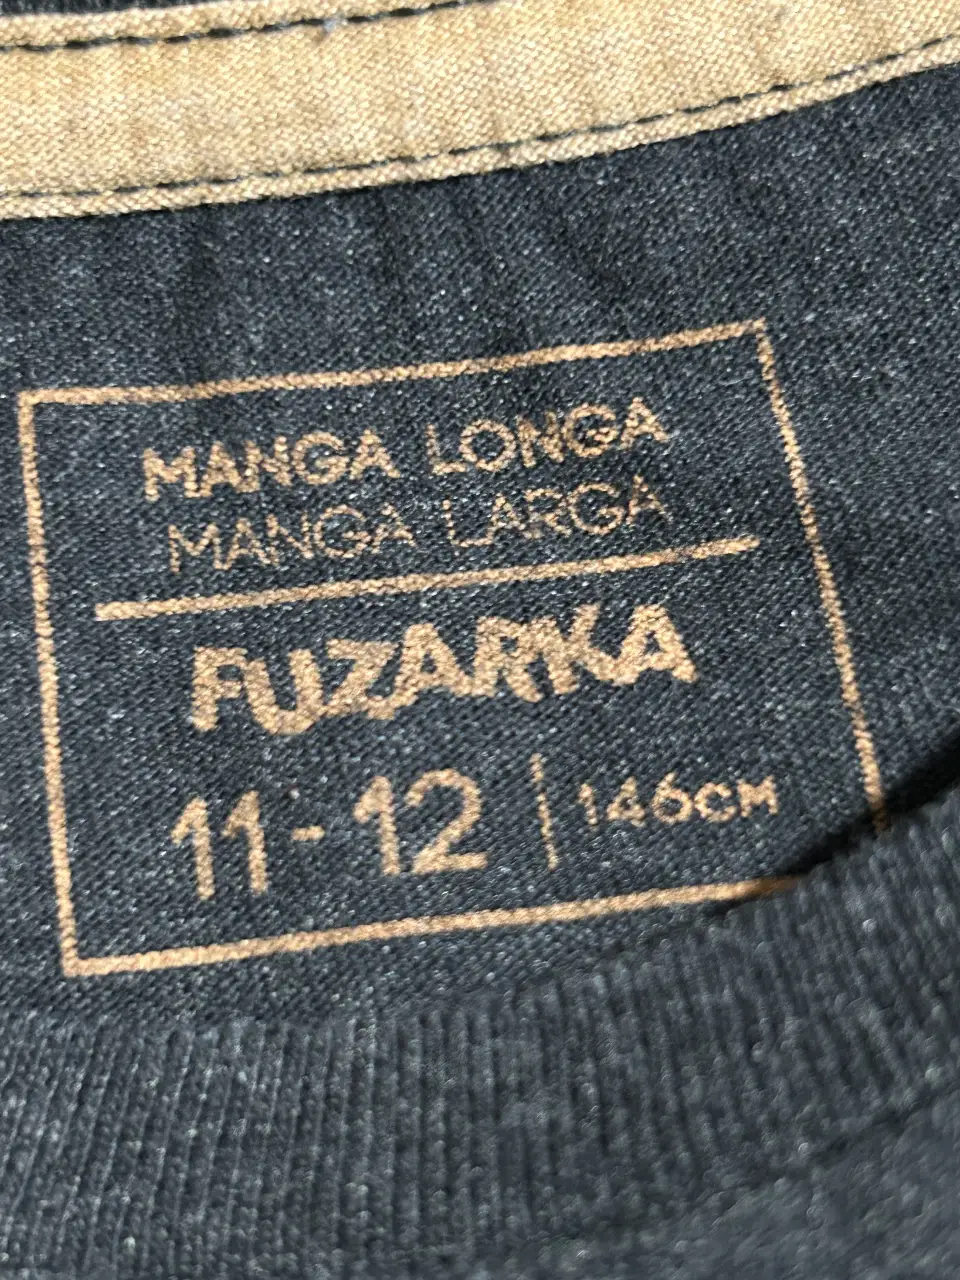 MANGA LONGA
MANGA LARGA
FUZARKA
11-12 | 146CM